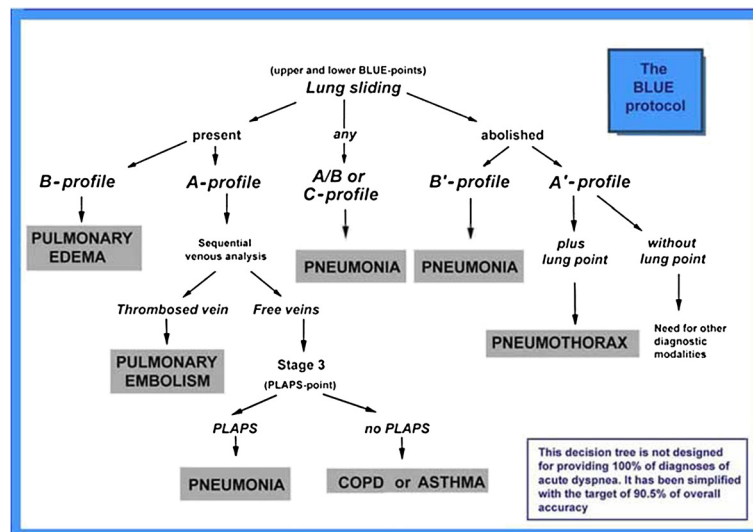 The
BLUE
protocol
(upper and lower BLUE-points)
Lung sliding
present
any
abolished
B-profile
A-profile
A/B or
C-profile
B'-profile
A'-profile
PULMONARY
EDEMA
Sequential
venous analysis
PNEUMONIA
PNEUMONIA
plus
lung point
without
lung point
Thrombosed vein
Free veins
PULMONARY
EMBOLISM
Stage 3
(PLAPS-point)
PNEUMOTHORAX
Need for other
diagnostic
modalities
PLAPS
no PLAPS
PNEUMONIA
COPD or ASTHMA
This decision tree is not designed
for providing 100% of diagnoses of
acute dyspnea. It has been simplified
with the target of 90.5% of overall
accuracy